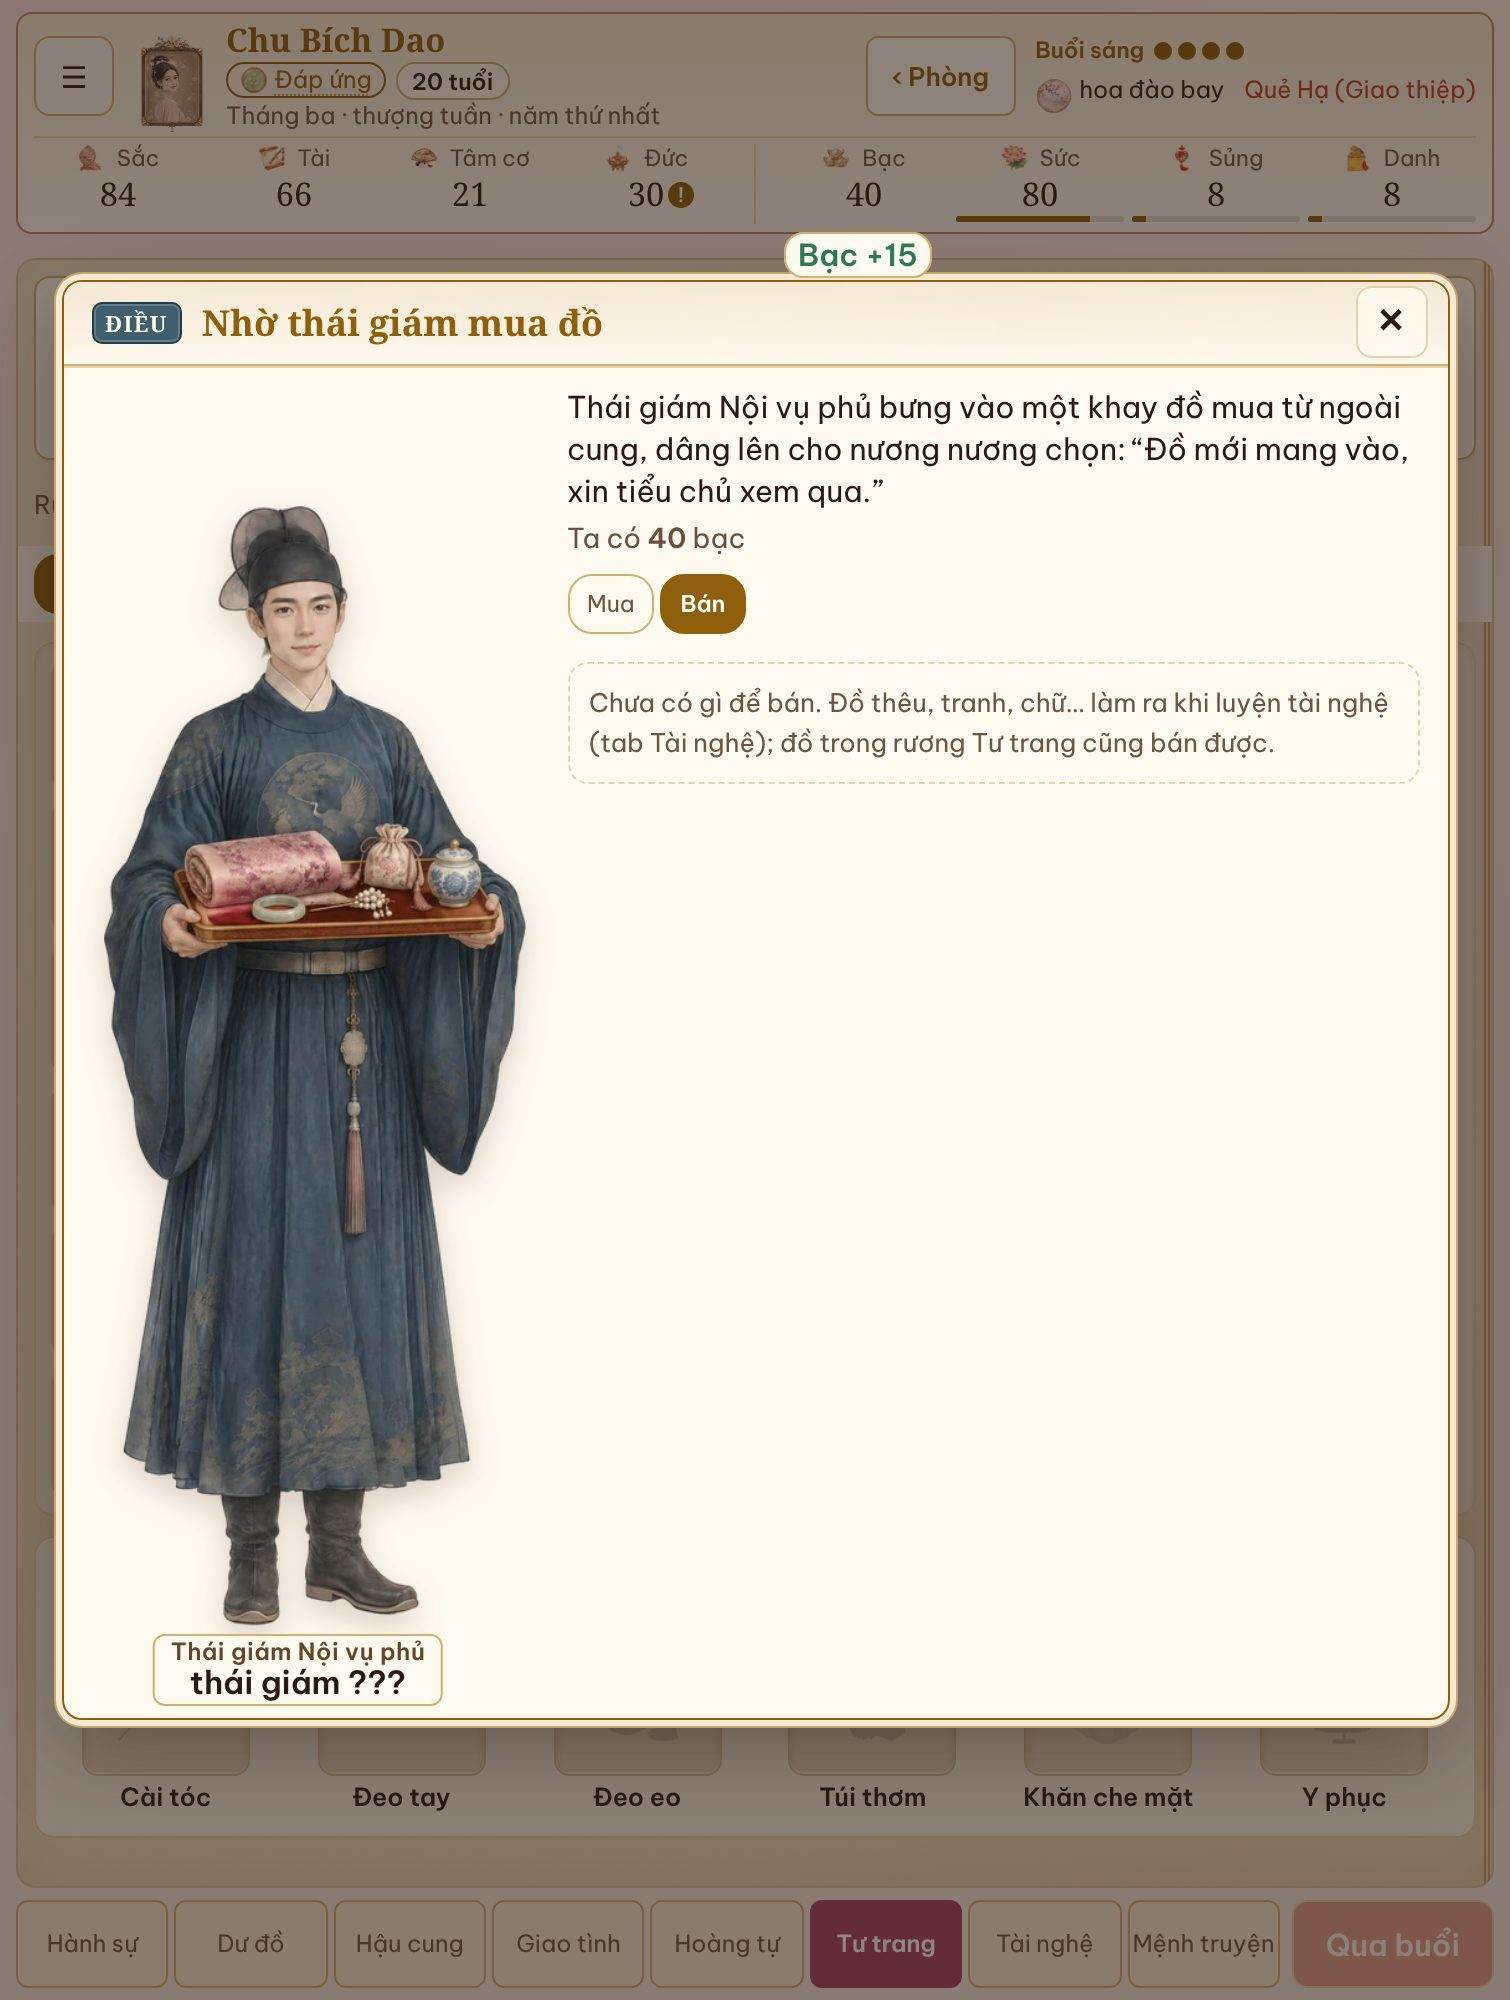 Chu Bích Dao
Đáp ứng
20 tuổi
Tháng ba · thượng tuần · năm thứ nhất
‹ Phòng
Buổi sáng
hoa đào bay
Quẻ Hạ (Giao thiệp)
Sắc
Tài
Tâm cơ
Đức
Bạc
Sức
Sủng
Danh
84
66
21
30 !
40
80
8
8
Bạc +15
ĐIỀU
Nhờ thái giám mua đồ
Thái giám Nội vụ phủ bưng vào một khay đồ mua từ ngoài
cung, dâng lên cho nương nương chọn: “Đồ mới mang vào,
xin tiểu chủ xem qua.”
Ta có 40 bạc
Mua
Bán
Chưa có gì để bán. Đồ thêu, tranh, chữ... làm ra khi luyện tài nghệ
(tab Tài nghệ); đồ trong rương Tư trang cũng bán được.
Thái giám Nội vụ phủ
thái giám ???
Cài tóc
Đeo tay
Đeo eo
Túi thơm
Khăn che mặt
Y phục
Hành sự
Dư đồ
Hậu cung
Giao tình
Hoàng tự
Tư trang
Tài nghệ
Mệnh truyện
Qua buổi